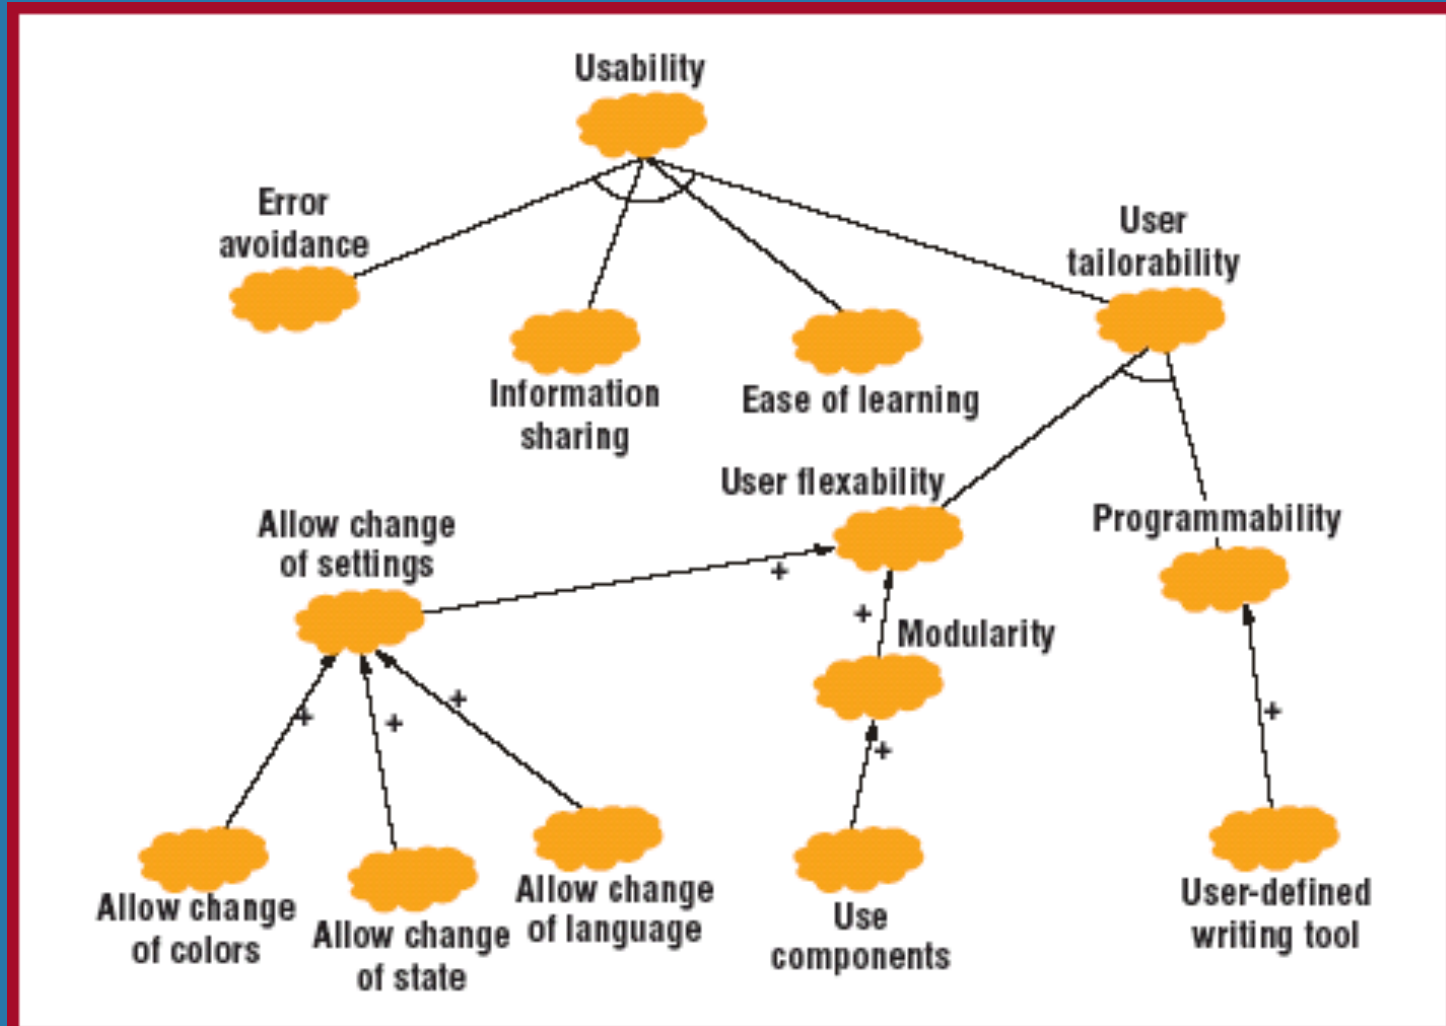 Usability
Error
avoidance
User
tailorability
Information
sharing
Ease of learning
User flexability
Allow change
of settings
Programmability
+
+
Modularity
+
+
+
+
+
Allow change
of colors
Allow change
of state
Allow change
of language
Use
components
User-defined
writing tool